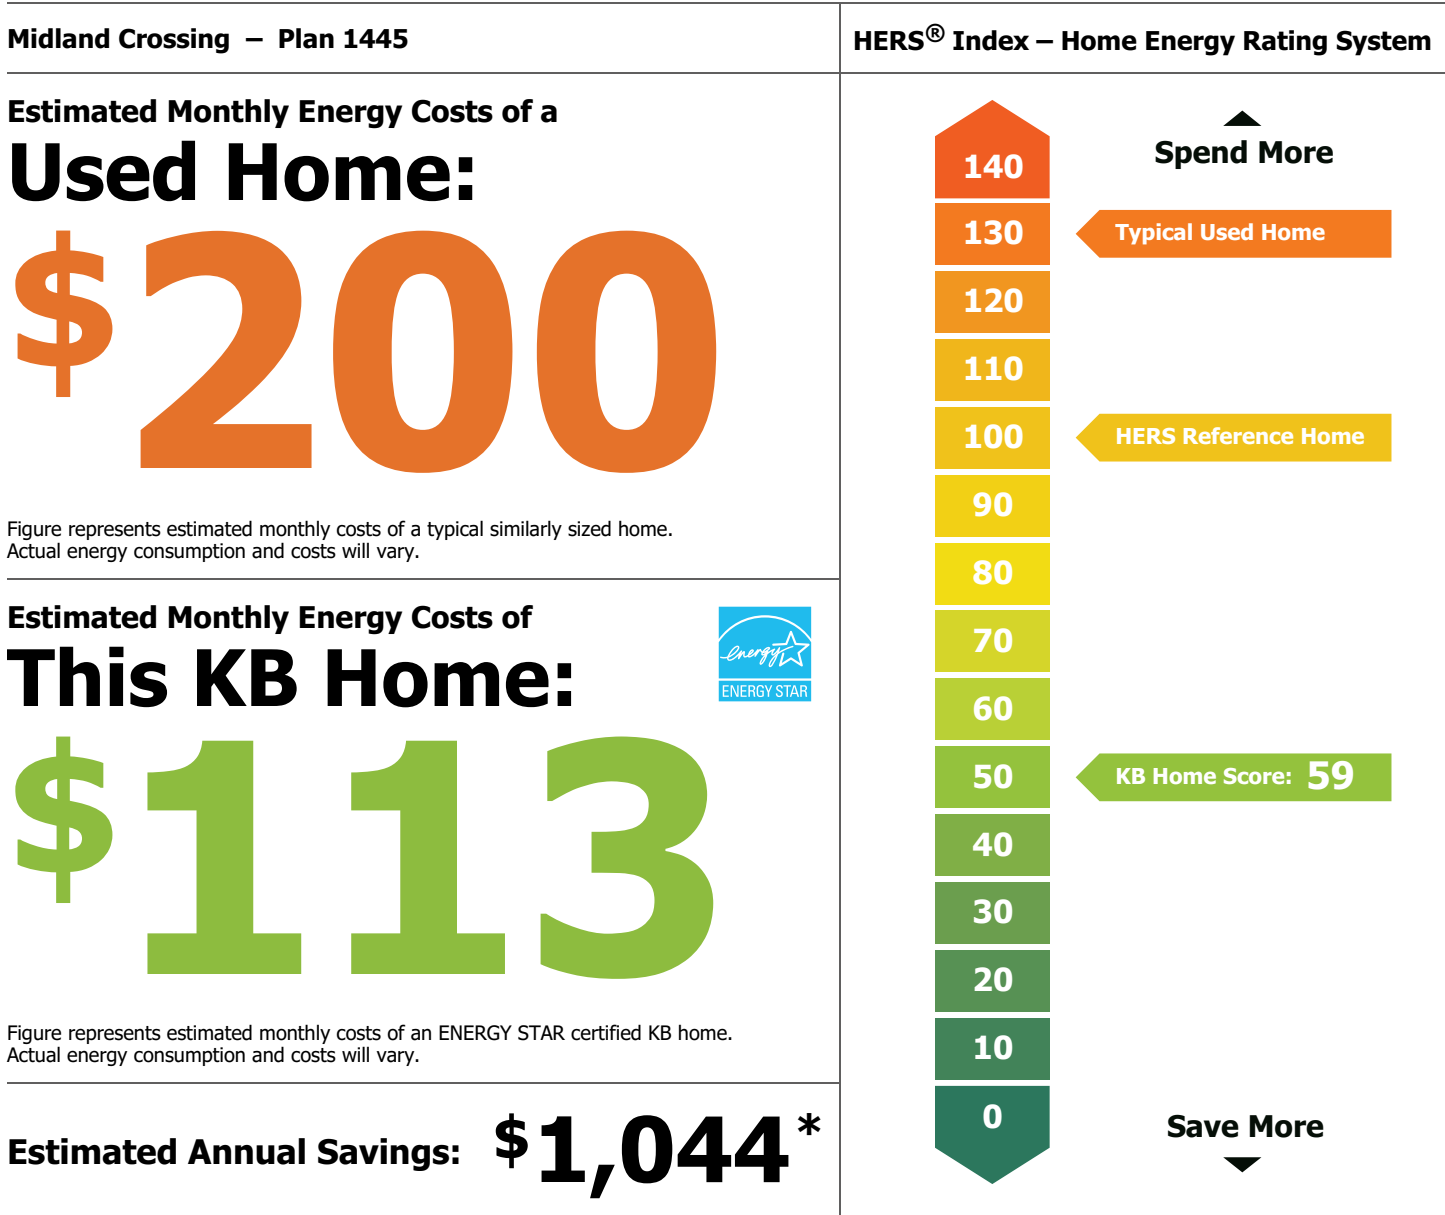 Midland Crossing – Plan 1445
Estimated Monthly Energy Costs of a
Used Home:
$200
Figure represents estimated monthly costs of a typical similarly sized home.
Actual energy consumption and costs will vary.
Estimated Monthly Energy Costs of
This KB Home:
energy
ENERGY STAR
$113
Figure represents estimated monthly costs of an ENERGY STAR certified KB home.
Actual energy consumption and costs will vary.
Estimated Annual Savings: $1,044*
HERS® Index – Home Energy Rating System
Spend More
140
130 Typical Used Home
120
110
100 HERS Reference Home
90
80
70
60
50 KB Home Score: 59
40
30
20
10
0
Save More